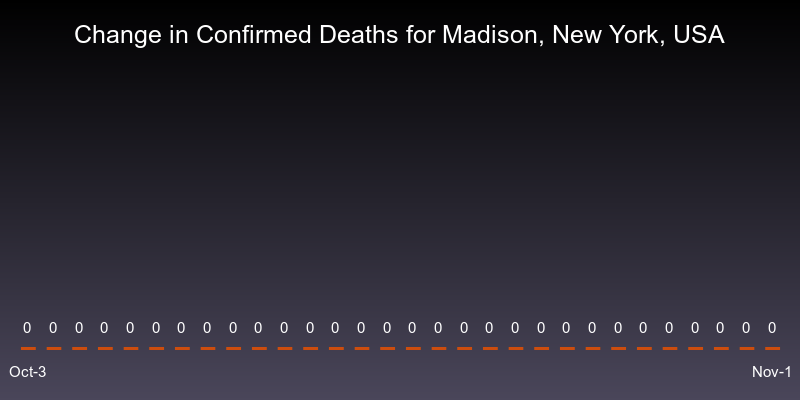 Change in Confirmed Deaths for Madison, New York, USA
0 0 0 0 0 0 0 0 0 0 0 0 0 0 0 0 0 0 0 0 0 0 0 0 0 0 0 0 0 0
Oct-3 Nov-1